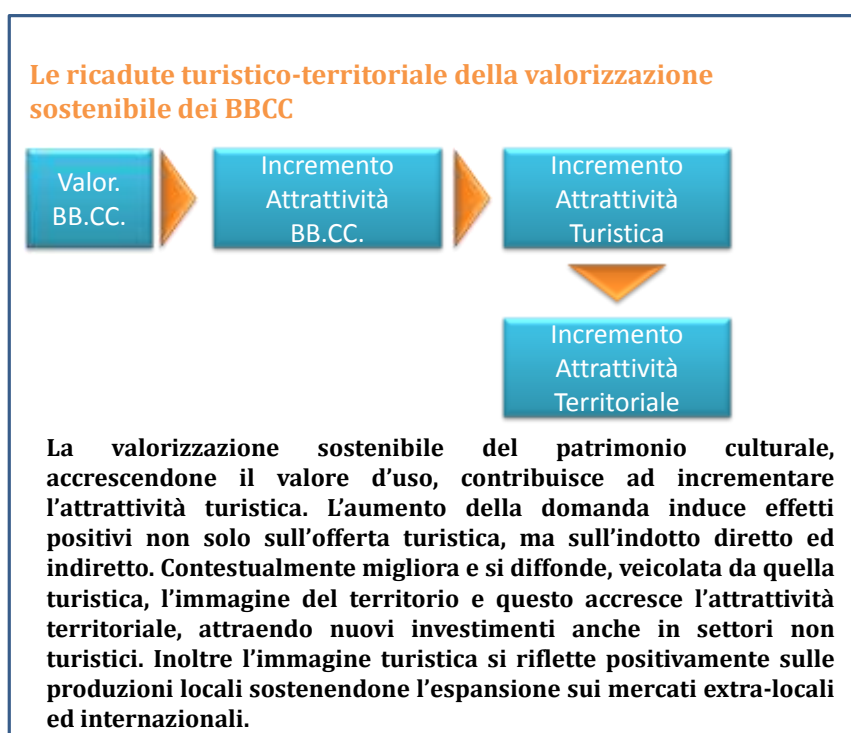 Le ricadute turistico-territoriale della valorizzazione
sostenibile dei BBCC
Valor.
BB.CC.
Incremento
Attrattività
BB.CC.
Incremento
Attrattività
Turistica
Incremento
Attrattività
Territoriale
La valorizzazione sostenibile del patrimonio culturale,
accrescendone il valore d’uso, contribuisce ad incrementare
l’attrattività turistica. L’aumento della domanda induce effetti
positivi non solo sull’offerta turistica, ma sull’indotto diretto ed
indiretto. Contestualmente migliora e si diffonde, veicolata da quella
turistica, l’immagine del territorio e questo accresce l’attrattività
territoriale, attraendo nuovi investimenti anche in settori non
turistici. Inoltre l’immagine turistica si riflette positivamente sulle
produzioni locali sostenendone l’espansione sui mercati extra-locali
ed internazionali.